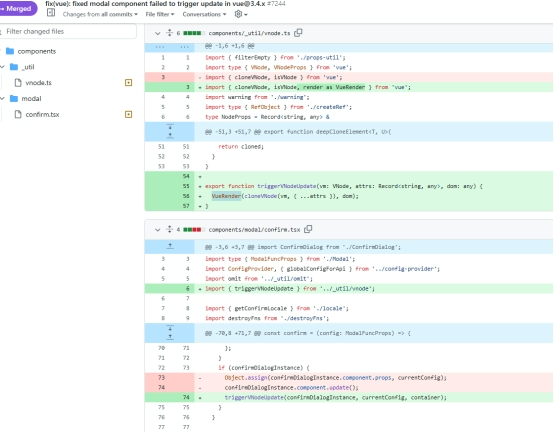 fix(vue): fixed modal component failed to trigger update in vue@3.4.x #7244
Merged
Changes from all commits
File filter
Conversations
Filter changed files
components
_util
vnode.ts
modal
confirm.tsx
6 components/_util/vnode.ts
... ... @@ -1,6 +1,6 @@
1 1 import { filterEmpty } from './props-util';
2 2 import type { VNode, VNodeProps } from 'vue';
3 - import { cloneVNode, isVNode } from 'vue';
3 + import { cloneVNode, isVNode, render as VueRender } from 'vue';
4 4 import warning from './warning';
5 5 import type { RefObject } from './createRef';
6 6 type NodeProps = Record<string, any> &
@@ -51,3 +51,7 @@ export function deepCloneElement<T, U>(
51 51 return cloned;
52 52 }
53 53 }
54 +
55 + export function triggerVNodeUpdate(vm: VNode, attrs: Record<string, any>, dom: any) {
56 + VueRender(cloneVNode(vm, { ...attrs }), dom);
57 + }
4 components/modal/confirm.tsx
@@ -3,6 +3,7 @@ import ConfirmDialog from './ConfirmDialog';
3 3 import type { ModalFuncProps } from './Modal';
4 4 import ConfigProvider, { globalConfigForApi } from '../config-provider';
5 5 import omit from '../_util/omit';
6 + import { triggerVNodeUpdate } from '../_util/vnode';
6 7
7 8 import { getConfirmLocale } from './locale';
8 9 import destroyFns from './destroyFns';
@@ -70,8 +71,7 @@ const confirm = (config: ModalFuncProps) => {
70 71 };
71 72 }
72 73 if (confirmDialogInstance) {
73 - Object.assign(confirmDialogInstance.component.props, currentConfig);
74 - confirmDialogInstance.component.update();
74 + triggerVNodeUpdate(confirmDialogInstance, currentConfig, container);
75 75 }
76 76 }
77 77